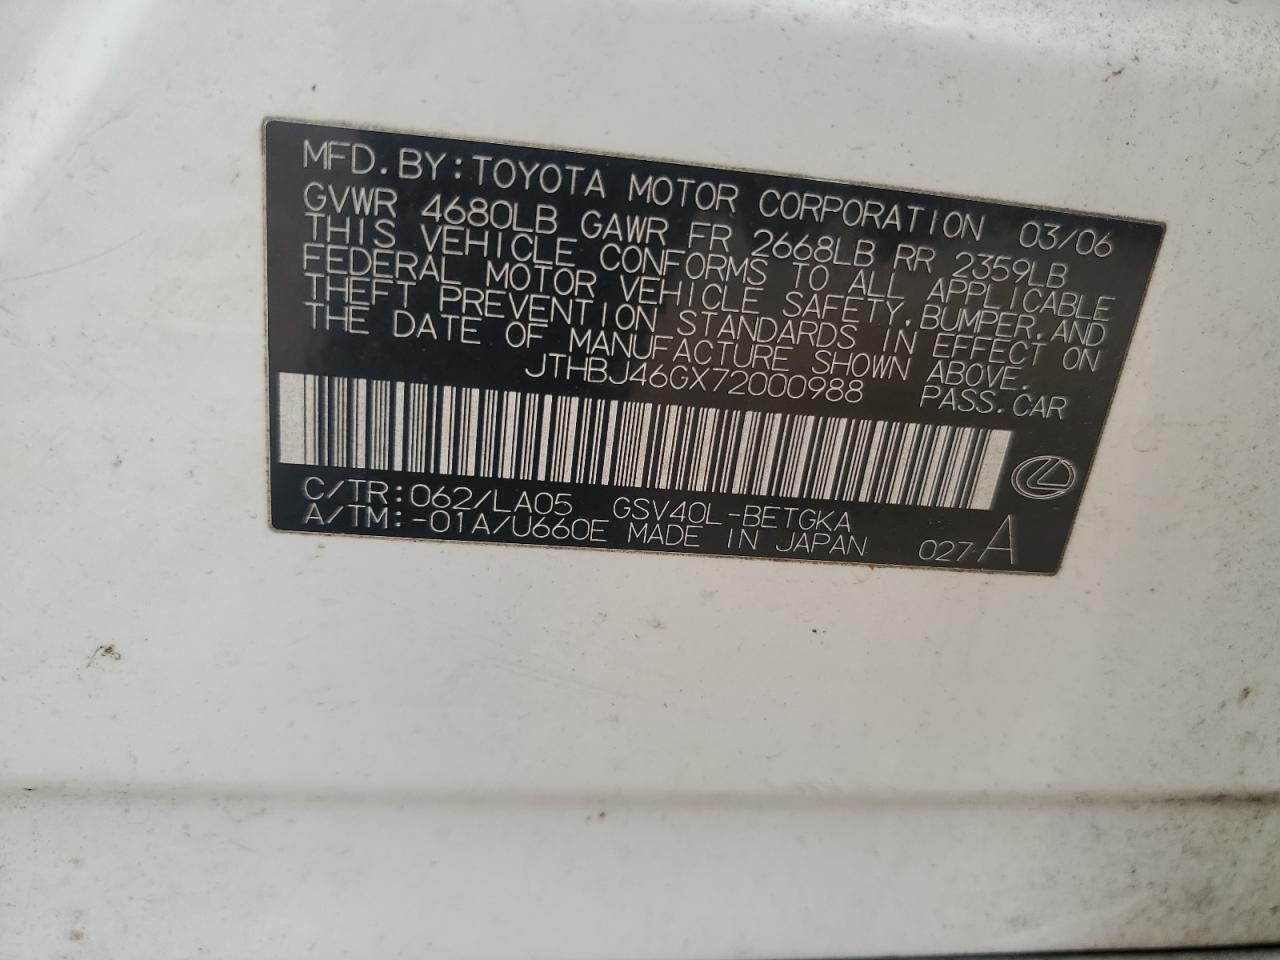 MFD.BY:TOYOTA MOTOR CORPORATION 03/06
GVWR 4680LB GAWR FR 2668LB RR 2359LB
THIS VEHICLE CONFORMS TO ALL APPLICABLE
FEDERAL MOTOR VEHICLE SAFETY,BUMPER,AND
THEFT PREVENTION STANDARDS IN EFFECT ON
THE DATE OF MANUFACTURE SHOWN ABOVE.
JTHBJ46GX72000988 PASS.CAR
C/TR:062/LA05 GSV40L-BETGKA
A/TM:-01A/U660E MADE IN JAPAN 027-A